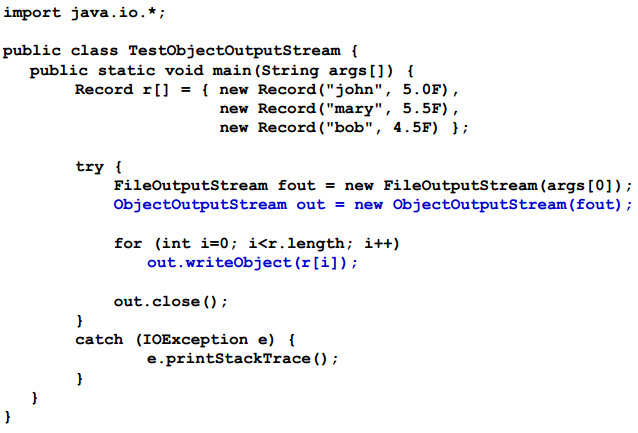 import java.io.*;
public class TestObjectOutputStream {
public static void main(String args[]) {
Record r[] = { new Record("john", 5.0F),
new Record("mary", 5.5F),
new Record("bob", 4.5F) };
try {
FileOutputStream fout = new FileOutputStream(args[0]);
ObjectOutputStream out = new ObjectOutputStream(fout);
for (int i=0; i<r.length; i++)
out.writeObject(r[i]);
out.close();
}
catch (IOException e) {
e.printStackTrace();
}
}
}